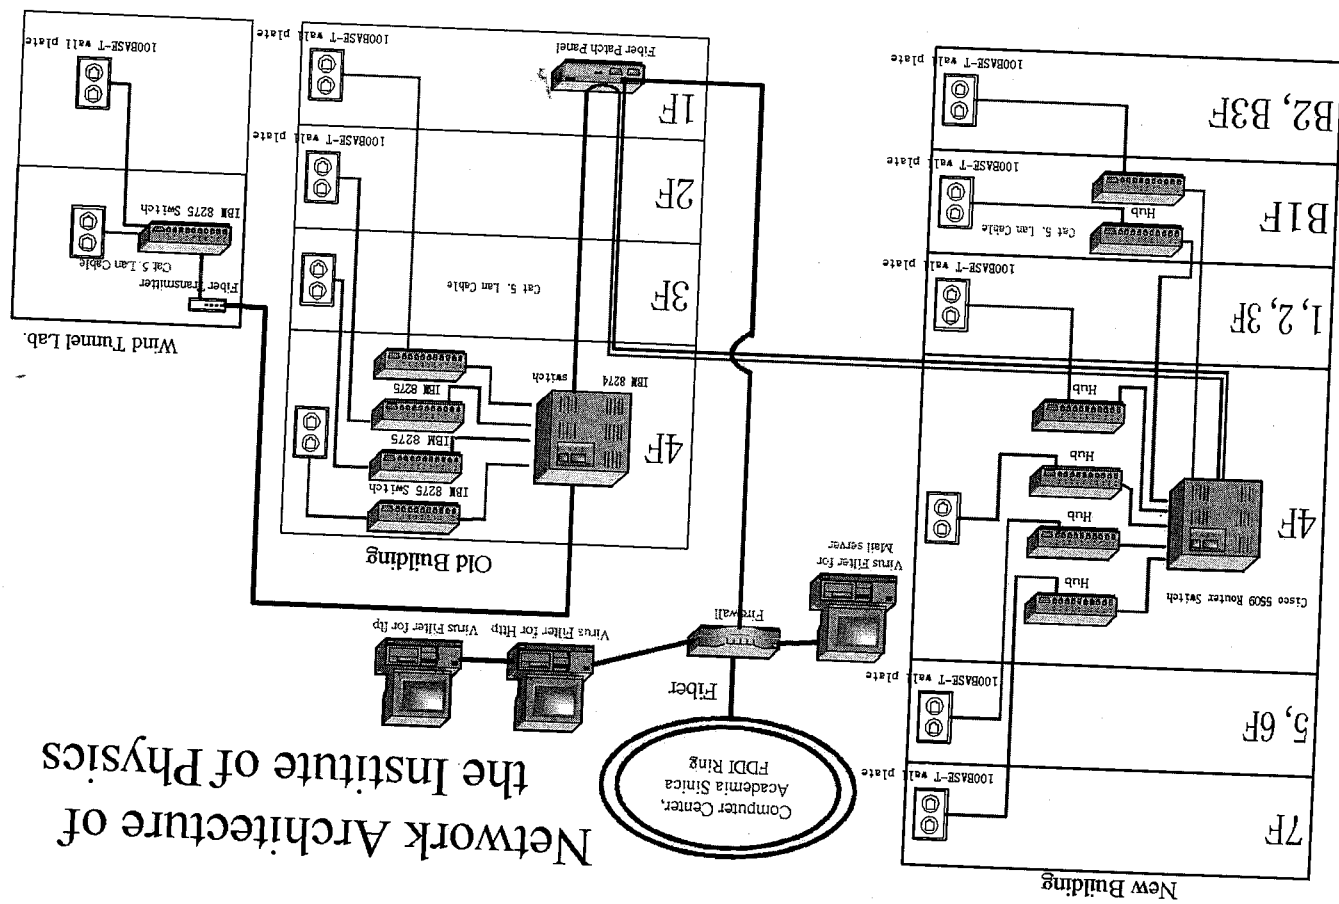 Network Architecture of
the Institute of Physics
New Building
7F
100BASE-T wall plate
5, 6F
100BASE-T wall plate
4F
Cisco 5509 Router Switch
Hub
Hub
Hub
Hub
1, 2, 3F
100BASE-T wall plate
B1F
Hub
Cat 5. Lan Cable
100BASE-T wall plate
B2, B3F
100BASE-T wall plate
Computer Center,
Academia Sinica
FDDI Ring
Fiber
Firewall
Virus Filter for
Mail server
Virus Filter for Http
Virus Filter for ftp
Old Building
4F
IBM 8274
switch
IBM 8275 Switch
IBM 8275
IBM 8275
3F
Cat 5. Lan Cable
2F
100BASE-T wall plate
1F
Fiber Patch Panel
100BASE-T wall plate
Wind Tunnel Lab.
Fiber Transmitter
Cat 5. Lan Cable
IBM 8275 Switch
100BASE-T wall plate